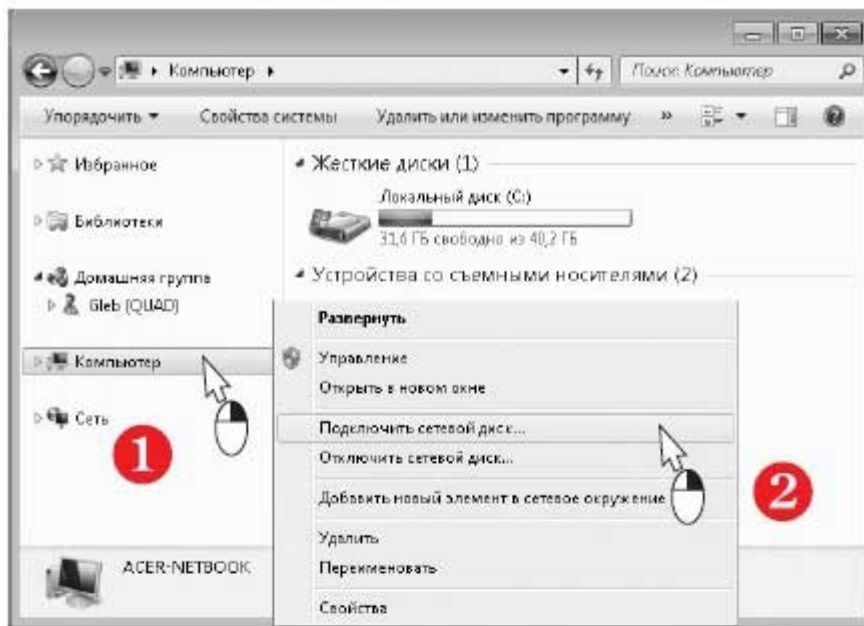 Компьютер
Поиск: Компьютер
Упорядочить
Свойства системы
Удалить или изменить программу
»
Избранное
Библиотеки
Домашняя группа
Gleb (QUAD)
Компьютер
Сеть
Жесткие диски (1)
Локальный диск (C:)
31,6 ГБ свободно из 40,2 ГБ
Устройства со съемными носителями (2)
Развернуть
Управление
Открыть в новом окне
Подключить сетевой диск...
Отключить сетевой диск...
Добавить новый элемент в сетевое окружение
Удалить
Переименовать
Свойства
1
2
ACER-NETBOOK